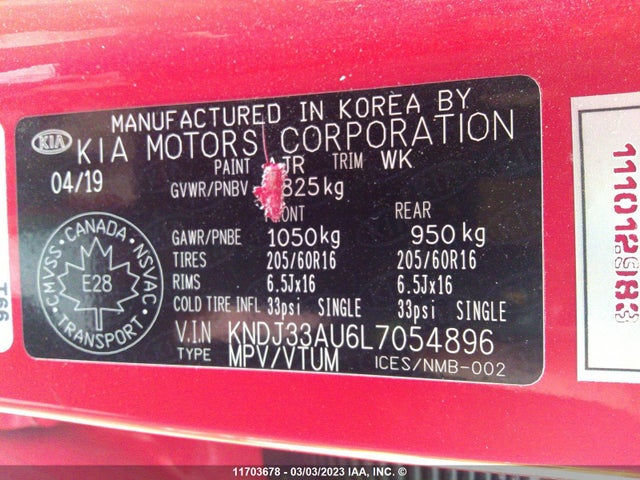 MANUFACTURED IN KOREA BY
KIA KIA MOTORS CORPORATION
04/19 PAINT AJR TRIM WK
GVWR/PNBV 825kg
FRONT REAR
GAWR/PNBE 1050kg 950kg
TIRES 205/60R16 205/60R16
RIMS 6.5Jx16 6.5Jx16
COLD TIRE INFL 33psi SINGLE 33psi SINGLE
V.I.N KNDJ33AU6L7054896
TYPE MPV/VTUM ICES/NMB-002
CANADA
CMVSS NSVAC
E28
TRANSPORT
11703678 - 03/03/2023 IAA, INC. ©